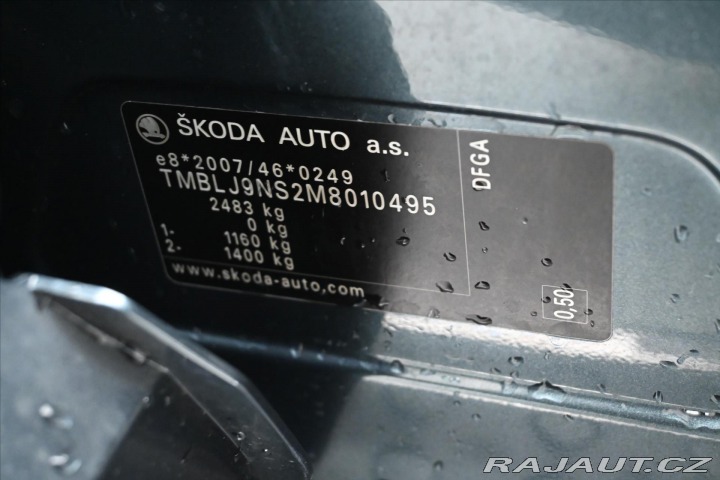 ŠKODA AUTO a.s.
e8*2007/46*0249
TMBLJ9NS2M8010495
2483 kg
0 kg
1. 1160 kg
2. 1400 kg
www.skoda-auto.com
DFGA
0,50
RAJAUT.CZ